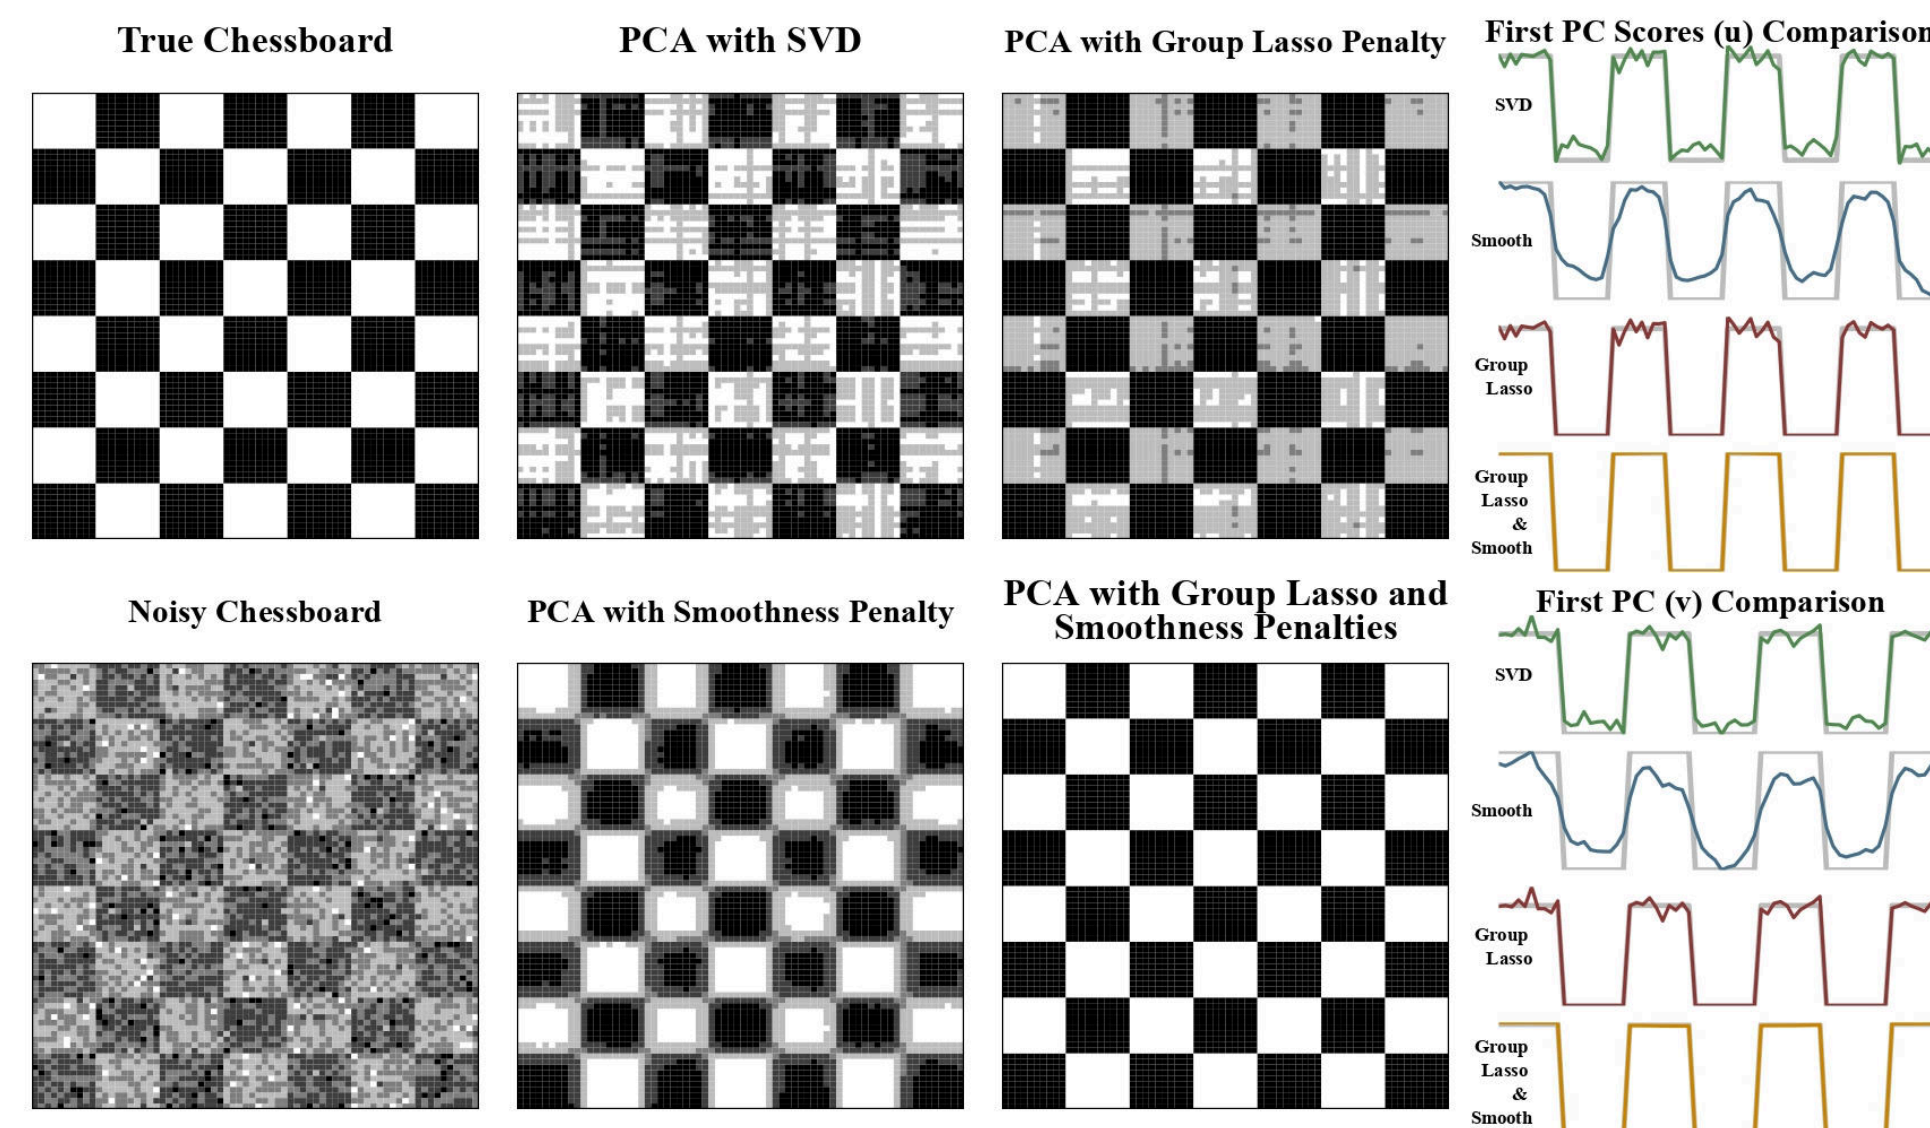 True Chessboard
PCA with SVD
PCA with Group Lasso Penalty
First PC Scores (u) Comparison
SVD
Smooth
Group
Lasso
Group
Lasso
&
Smooth
Noisy Chessboard
PCA with Smoothness Penalty
PCA with Group Lasso and
Smoothness Penalties
First PC (v) Comparison
SVD
Smooth
Group
Lasso
Group
Lasso
&
Smooth